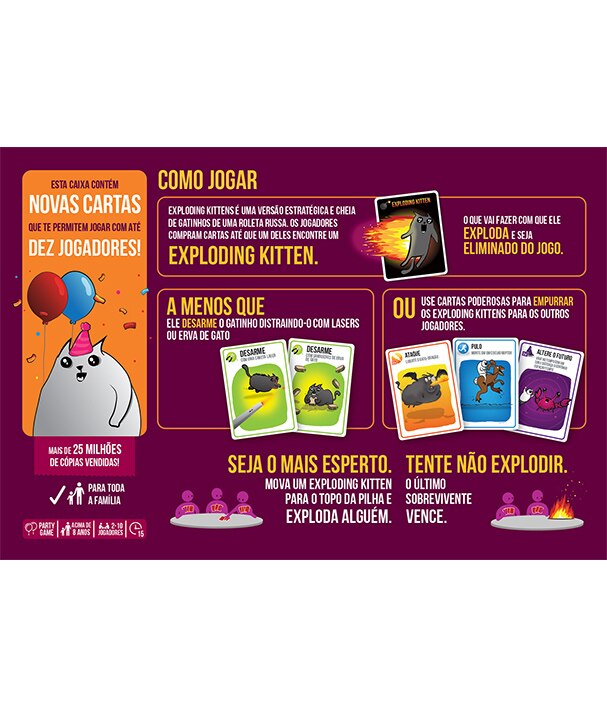 ESTA CAIXA CONTÉM
NOVAS CARTAS
QUE TE PERMITEM JOGAR COM ATÉ
DEZ JOGADORES!
MAIS DE 25 MILHÕES
DE CÓPIAS VENDIDAS!
PARA TODA
A FAMÍLIA
PARTY
GAME
ACIMA DE
8 ANOS
2-10
JOGADORES
15
COMO JOGAR
EXPLODING KITTENS É UMA VERSÃO ESTRATÉGICA E CHEIA
DE GATINHOS DE UMA ROLETA RUSSA. OS JOGADORES
COMPRAM CARTAS ATÉ QUE UM DELES ENCONTRE UM
EXPLODING KITTEN.
EXPLODING KITTEN
O QUE VAI FAZER COM QUE ELE
EXPLODA E SEJA
ELIMINADO DO JOGO.
A MENOS QUE
ELE DESARME O GATINHO DISTRAINDO-O COM LASERS
OU ERVA DE GATO
DESARME
COM UMA CANETA LASER
DESARME
OU USE CARTAS PODEROSAS PARA EMPURRAR
OS EXPLODING KITTENS PARA OS OUTROS
JOGADORES.
ATAQUE
PULO
ALTERE O FUTURO
SEJA O MAIS ESPERTO.
MOVA UM EXPLODING KITTEN
PARA O TOPO DA PILHA E
EXPLODA ALGUÉM.
TENTE NÃO EXPLODIR.
O ÚLTIMO
SOBREVIVENTE
VENCE.